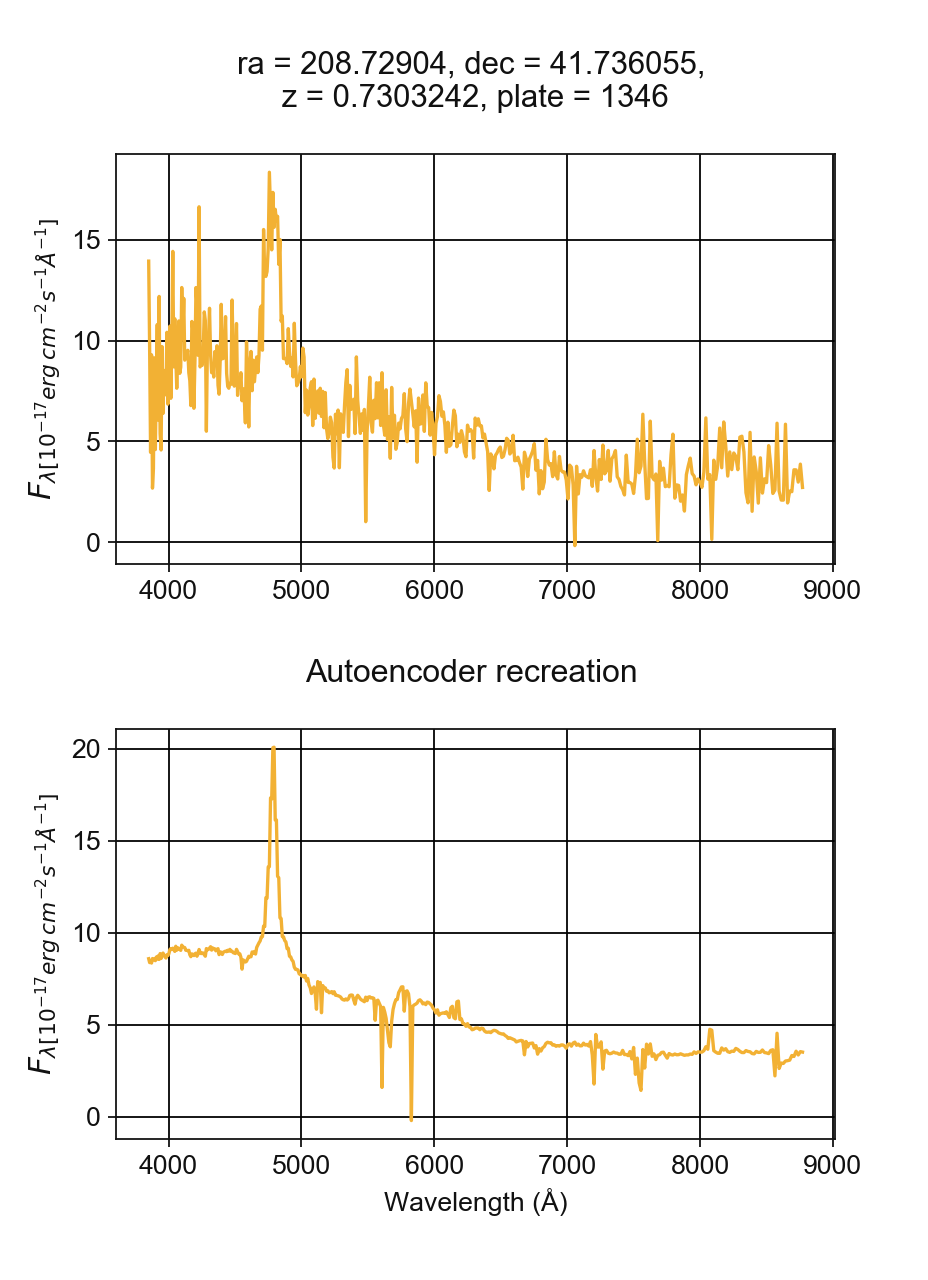 ra = 208.72904, dec = 41.736055,
z = 0.7303242, plate = 1346
F_λ[10⁻¹⁷erg cm⁻²s⁻¹Å⁻¹]
15
10
5
0
4000 5000 6000 7000 8000 9000
Autoencoder recreation
F_λ[10⁻¹⁷erg cm⁻²s⁻¹Å⁻¹]
20
15
10
5
0
4000 5000 6000 7000 8000 9000
Wavelength (Å)